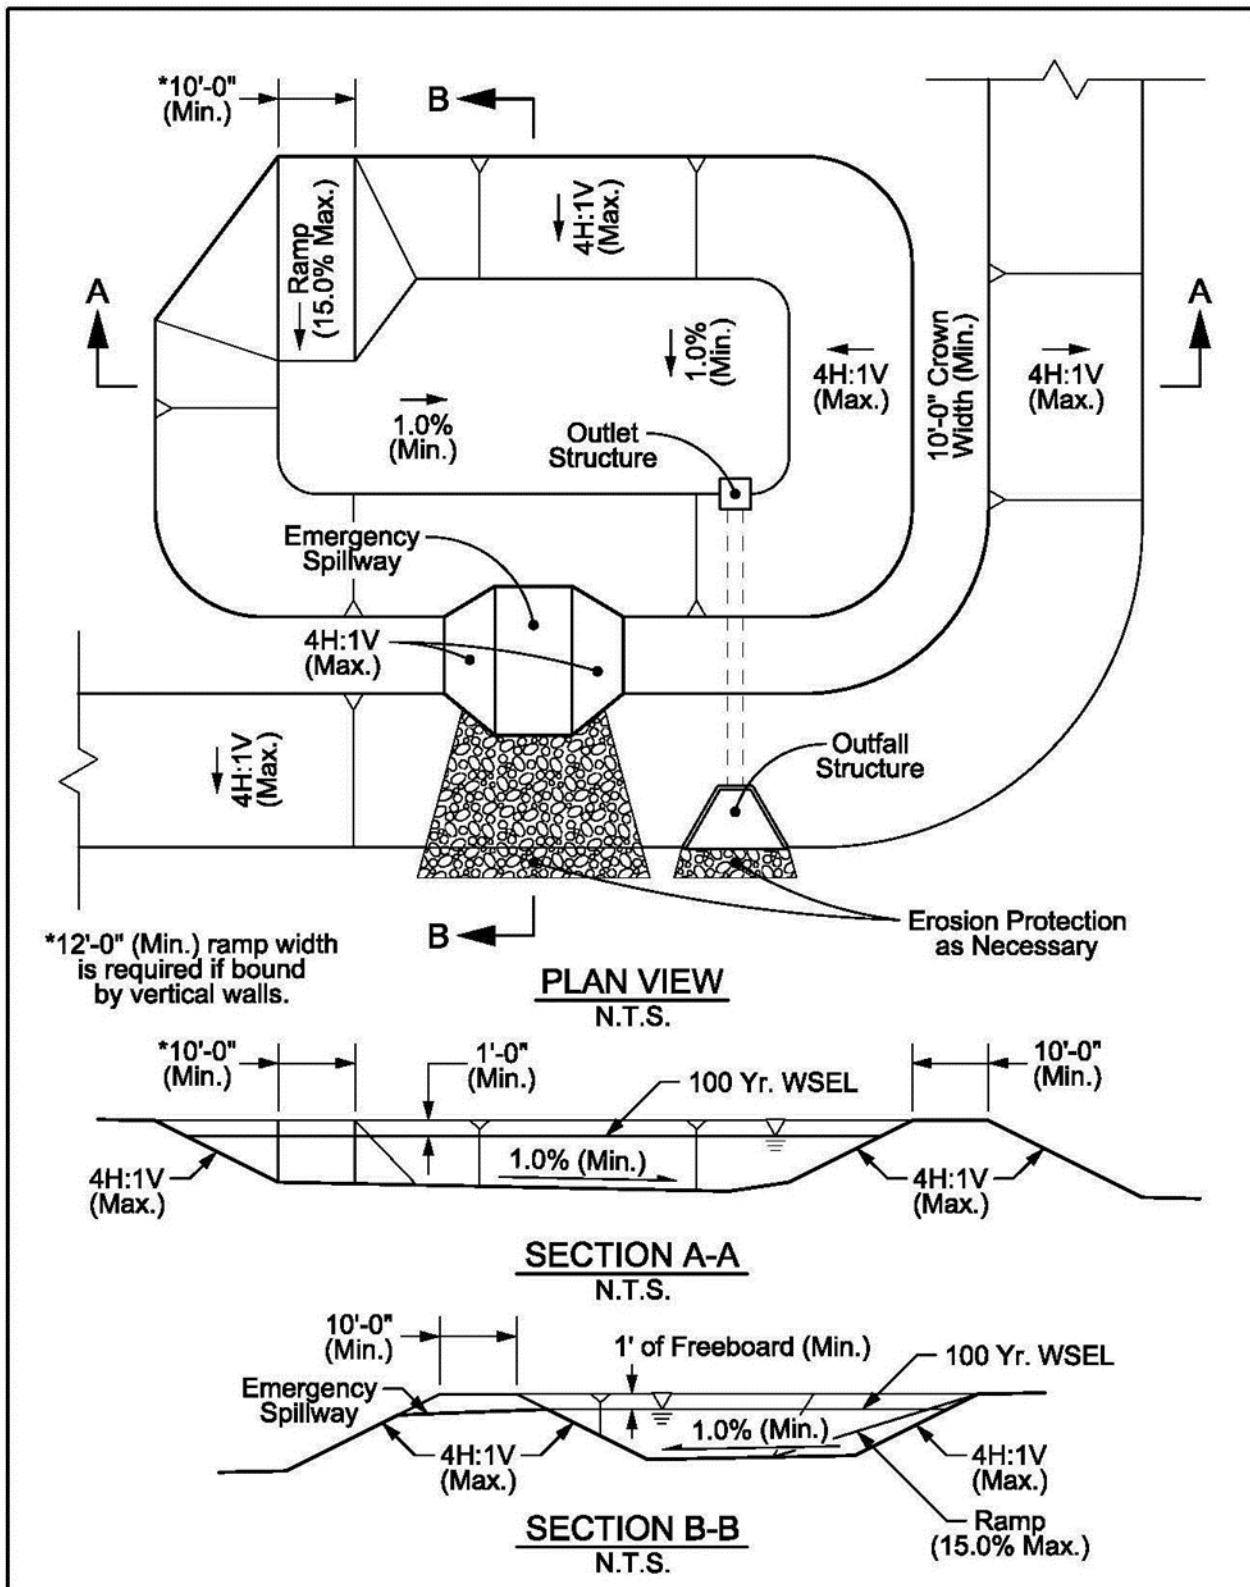 *10'-0"
(Min.)
B
Ramp
(15.0% Max.)
4H:1V
(Max.)
A
A
1.0%
(Min.)
4H:1V
(Max.)
10'-0" Crown
Width (Min.)
4H:1V
(Max.)
1.0%
(Min.)
Outlet
Structure
Emergency
Spillway
4H:1V
(Max.)
4H:1V
(Max.)
Outfall
Structure
B
Erosion Protection
as Necessary
*12'-0" (Min.) ramp width
is required if bound
by vertical walls.
PLAN VIEW
N.T.S.
*10'-0"
(Min.)
1'-0"
(Min.)
100 Yr. WSEL
10'-0"
(Min.)
4H:1V
(Max.)
1.0% (Min.)
4H:1V
(Max.)
SECTION A-A
N.T.S.
10'-0"
(Min.)
1' of Freeboard (Min.)
100 Yr. WSEL
Emergency
Spillway
1.0% (Min.)
4H:1V
(Max.)
4H:1V
(Max.)
Ramp
(15.0% Max.)
SECTION B-B
N.T.S.